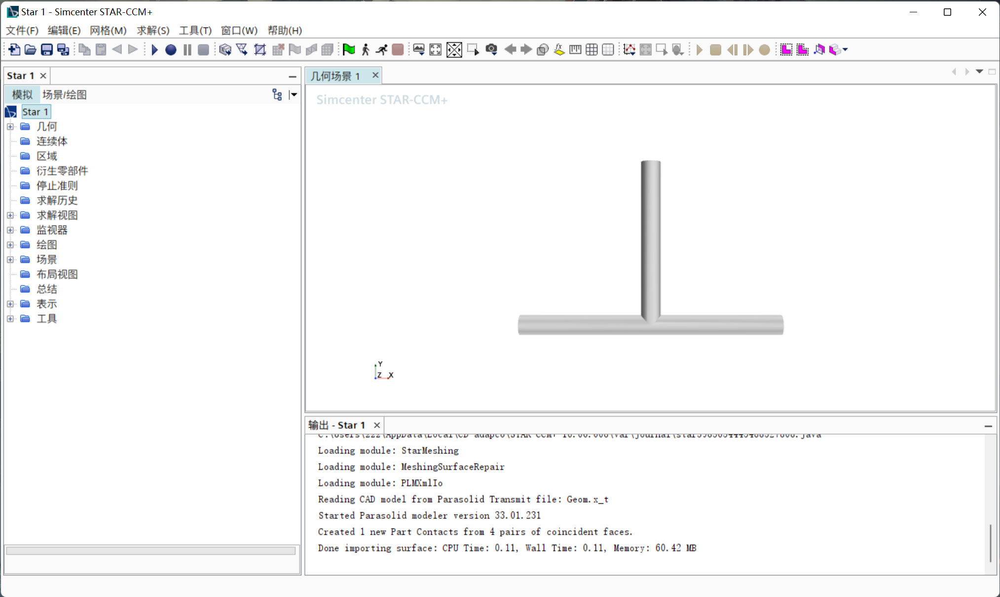 Star 1 - Simcenter STAR-CCM+
文件(F) 编辑(E) 网格(M) 求解(S) 工具(T) 窗口(W) 帮助(H)
Star 1
模拟 场景/绘图
Star 1
几何
连续体
区域
衍生零部件
停止准则
求解历史
求解视图
监视器
绘图
场景
布局视图
总结
表示
工具
几何场景 1
Simcenter STAR-CCM+
Y
Z X
输出 - Star 1
Loading module: StarMeshing
Loading module: MeshingSurfaceRepair
Loading module: PLMXmlIo
Reading CAD model from Parasolid Transmit file: Geom.x_t
Started Parasolid modeler version 33.01.231
Created 1 new Part Contacts from 4 pairs of coincident faces.
Done importing surface: CPU Time: 0.11, Wall Time: 0.11, Memory: 60.42 MB